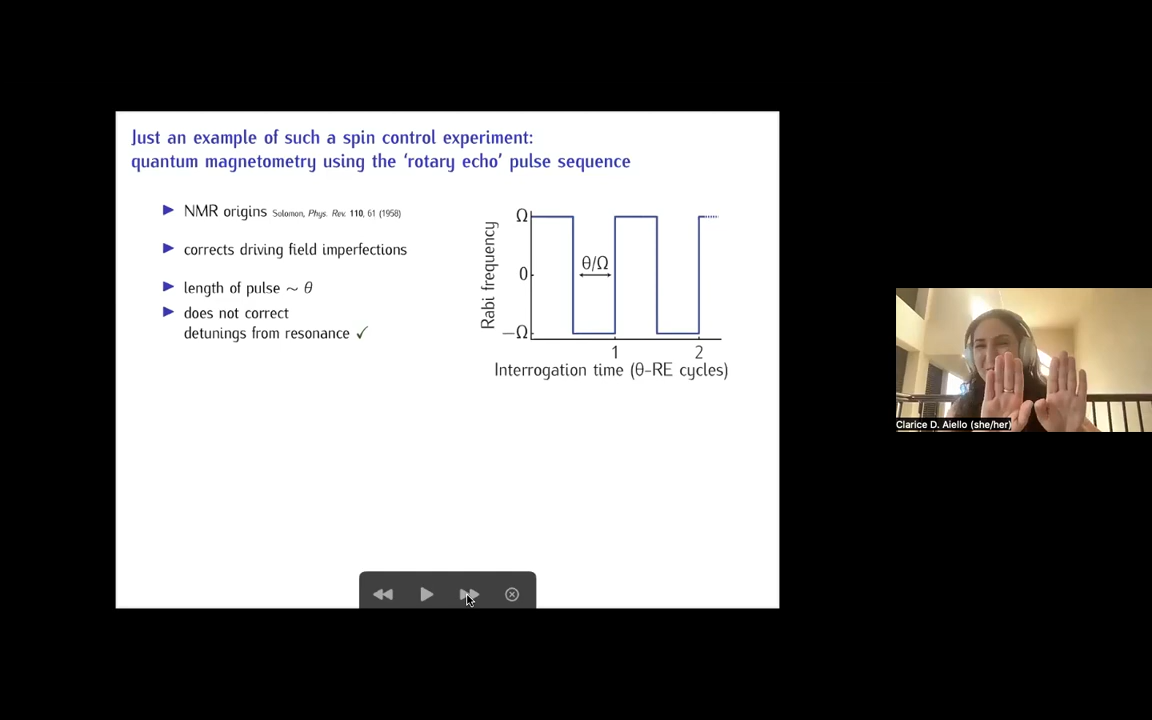 Just an example of such a spin control experiment:
quantum magnetometry using the ‘rotary echo’ pulse sequence
NMR origins Solomon, Phys. Rev. 110, 61 (1958)
corrects driving field imperfections
length of pulse ∼ θ
does not correct
detunings from resonance ✓
Rabi frequency
Ω
0
−Ω
θ/Ω
1 2
Interrogation time (θ-RE cycles)
Clarice D. Aiello (she/her)